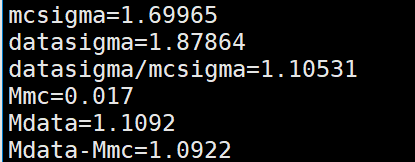 mcsigma=1.69965
datasigma=1.87864
datasigma/mcsigma=1.10531
Mmc=0.017
Mdata=1.1092
Mdata-Mmc=1.0922